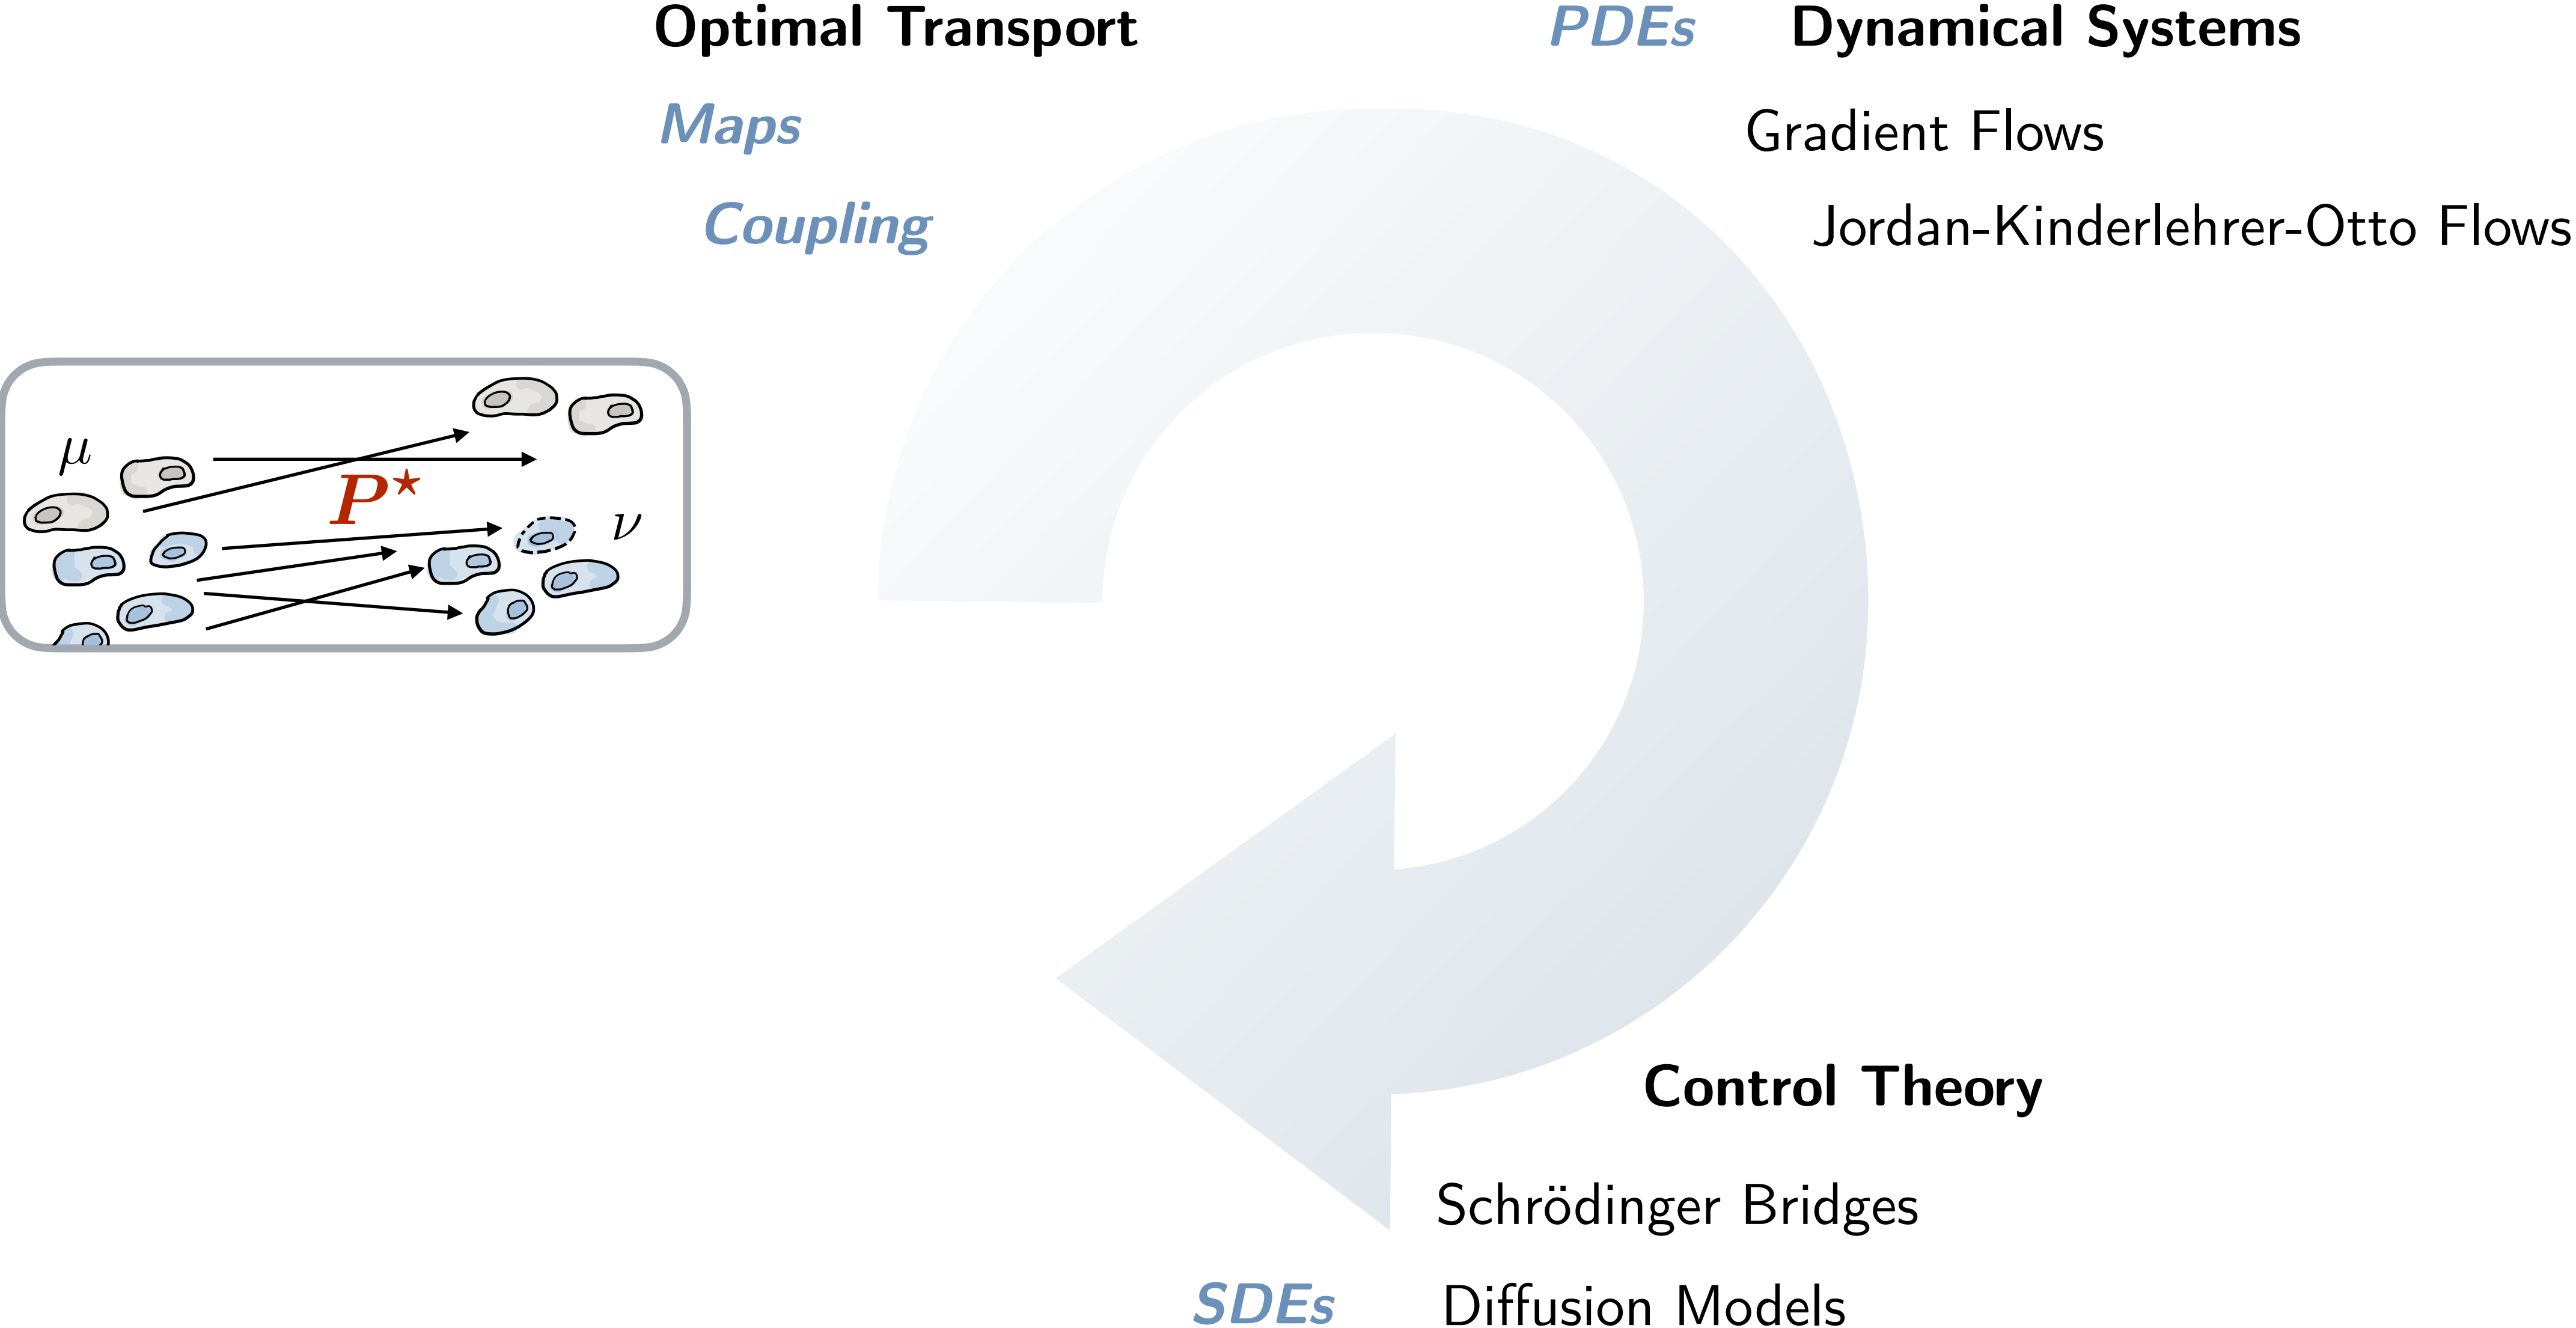 Optimal Transport
Maps
Coupling
μ
P★
ν
PDEs
Dynamical Systems
Gradient Flows
Jordan-Kinderlehrer-Otto Flows
Control Theory
Schrödinger Bridges
SDEs
Diffusion Models